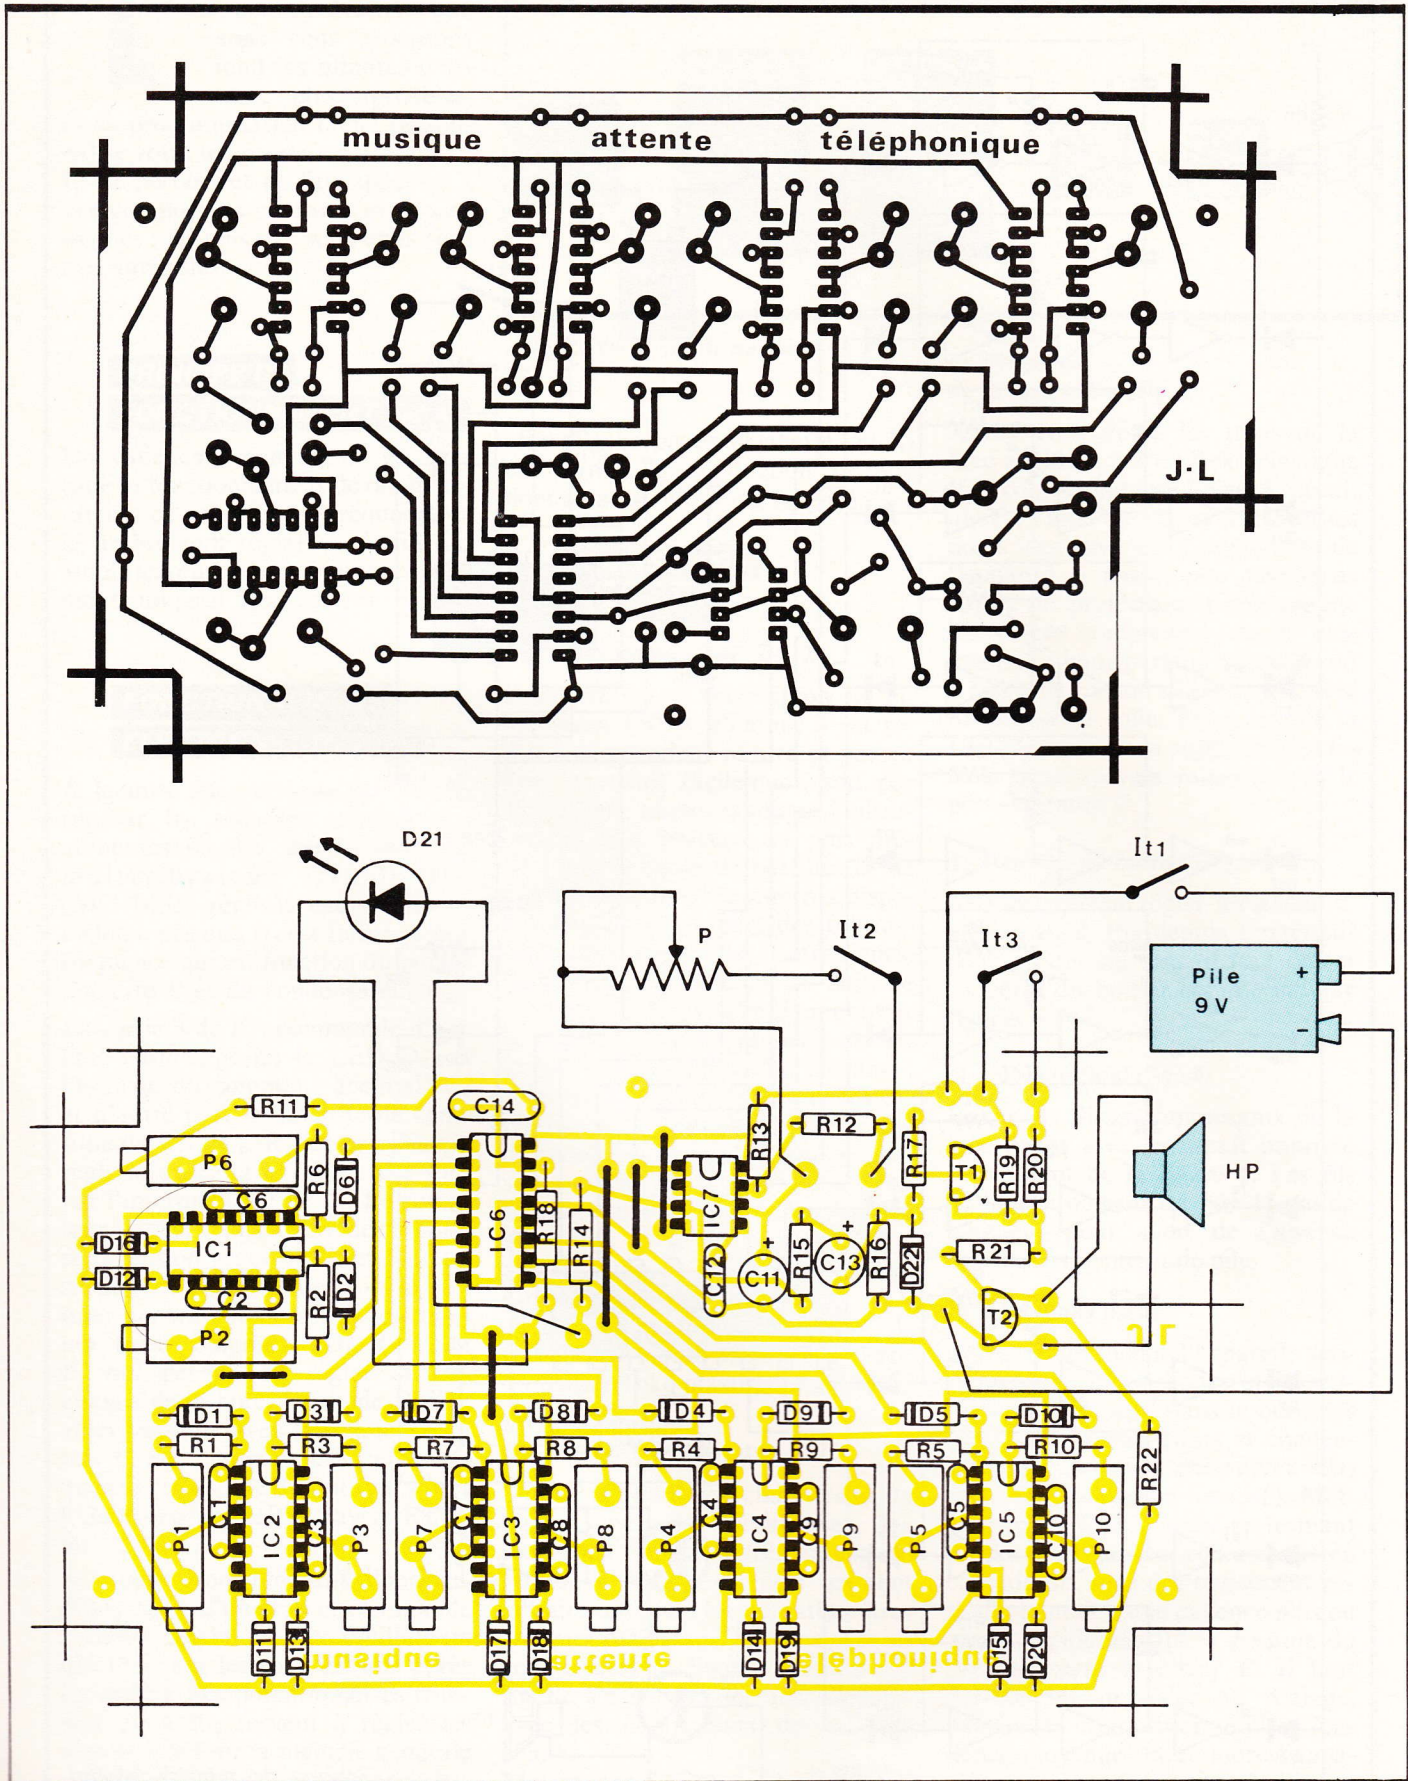 musique attente téléphonique
J·L
D21
It1
P
It2
It3
Pile
9V
+
−
HP
R11
C14
P6
R6
D6
C6
D16
IC1
D12
C2
R2
D2
P2
IC6
R18
R14
R13
R12
IC7
R17
T1
R19
R20
C12
+
C11
R15
+
C13
R16
D22
R21
T2
J.L
D1
D3
D7
D8
D4
D9
D5
D10
R1
R3
R7
R8
R4
R9
R5
R10
R22
P1
C1
IC2
C3
P3
P7
C7
IC3
C8
P8
P4
C4
IC4
C9
P9
P5
C5
IC5
C10
P10
D11
D13
D17
D18
D14
D19
D15
D20
musique attente téléphonique